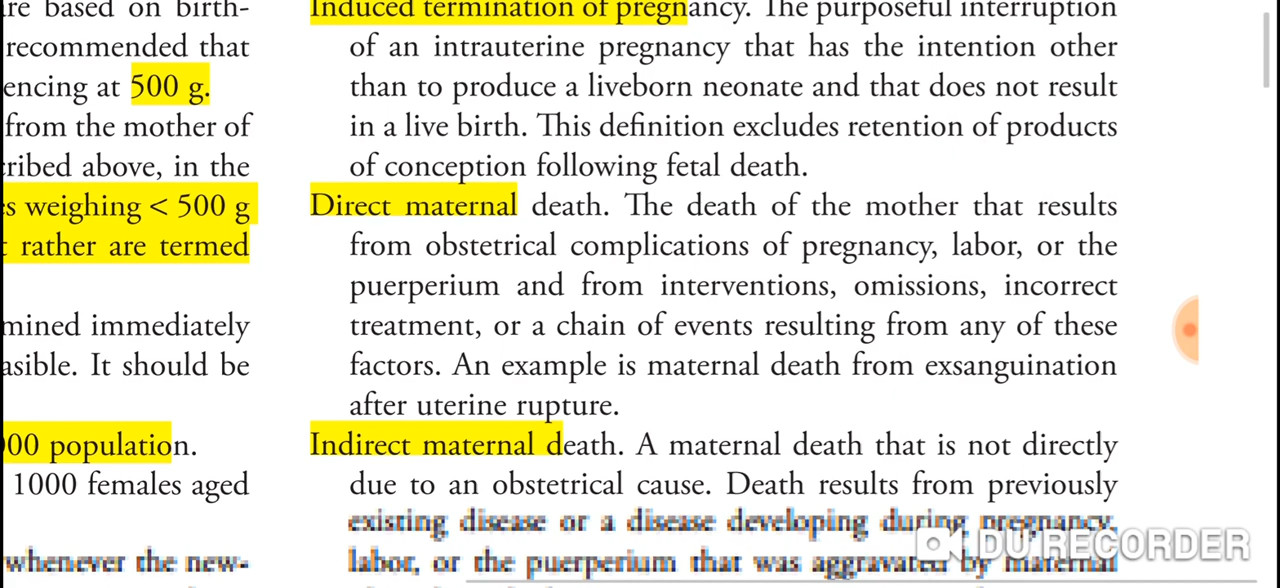 re based on birth-
recommended that
encing at 500 g.
from the mother of
cribed above, in the
s weighing < 500 g
t rather are termed
mined immediately
asible. It should be
00 population.
1000 females aged
whenever the new-
Induced termination of pregnancy. The purposeful interruption
of an intrauterine pregnancy that has the intention other
than to produce a liveborn neonate and that does not result
in a live birth. This definition excludes retention of products
of conception following fetal death.
Direct maternal death. The death of the mother that results
from obstetrical complications of pregnancy, labor, or the
puerperium and from interventions, omissions, incorrect
treatment, or a chain of events resulting from any of these
factors. An example is maternal death from exsanguination
after uterine rupture.
Indirect maternal death. A maternal death that is not directly
due to an obstetrical cause. Death results from previously
existing disease or a disease developing during pregnancy,
labor, or the puerperium that was aggravated by maternal
DU RECORDER